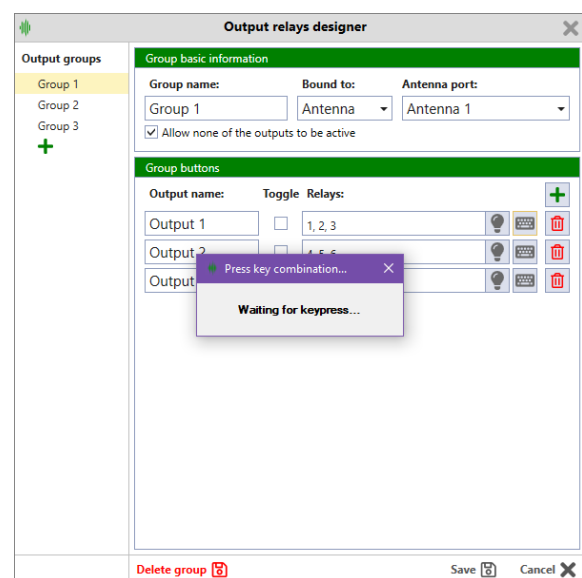 Output relays designer
Output groups
Group 1
Group 2
Group 3
Group basic information
Group name: Bound to: Antenna port:
Group 1 Antenna Antenna 1
Allow none of the outputs to be active
Group buttons
Output name: Toggle Relays:
Output 1 1, 2, 3
Output 2 4, 5, 6
Output
Press key combination...
Waiting for keypress...
Delete group Save Cancel